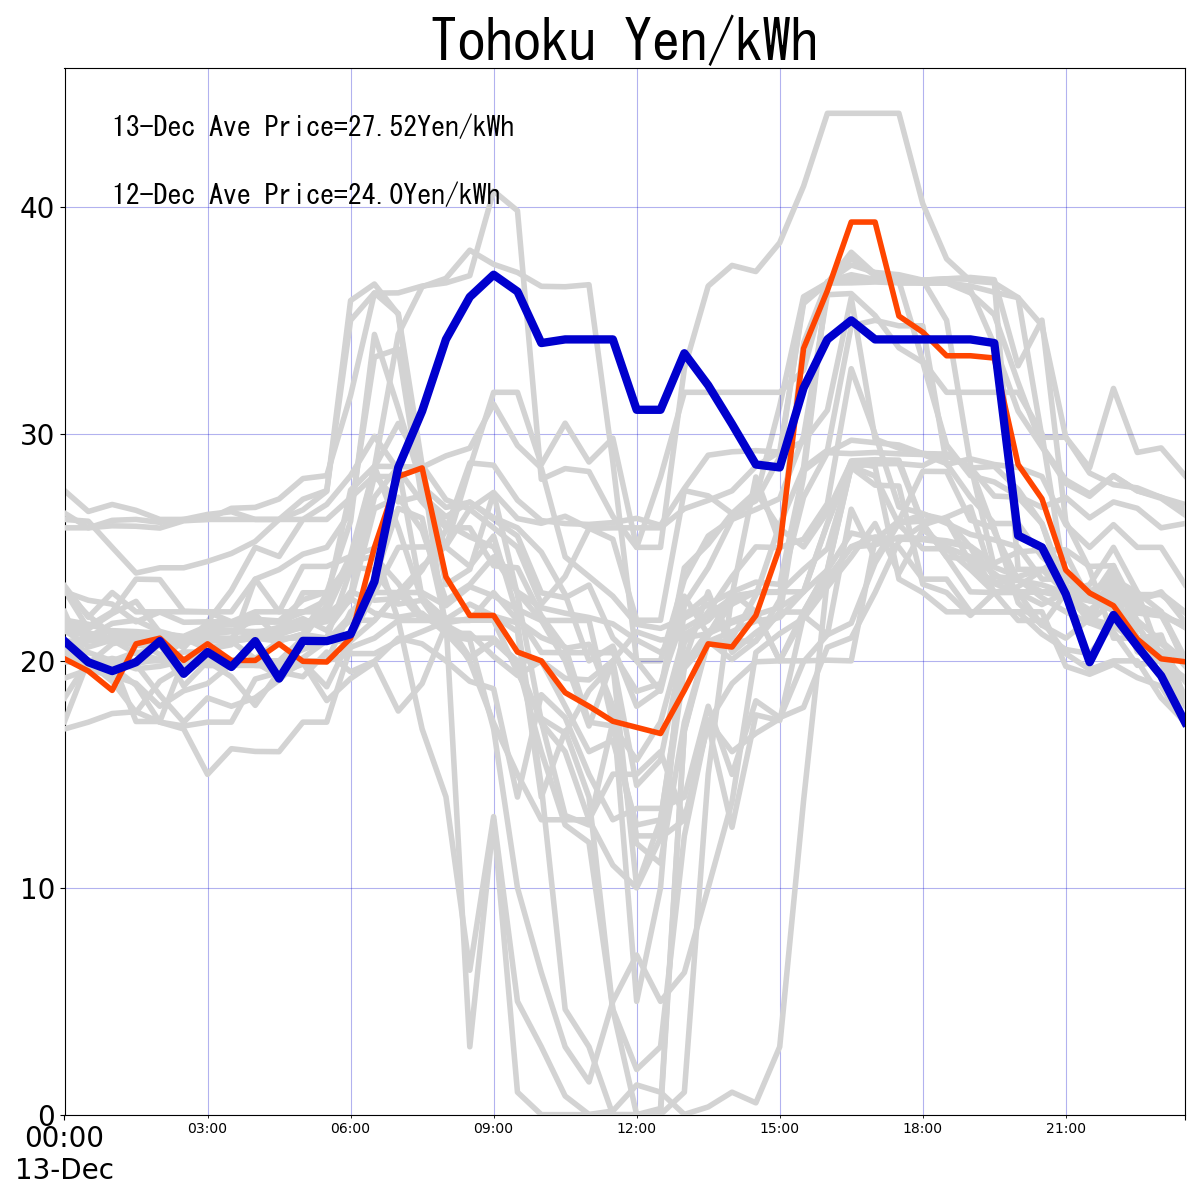 Tohoku Yen/kWh
13-Dec Ave Price=27.52Yen/kWh
12-Dec Ave Price=24.0Yen/kWh
40
30
20
10
0
00:00 03:00 06:00 09:00 12:00 15:00 18:00 21:00
13-Dec